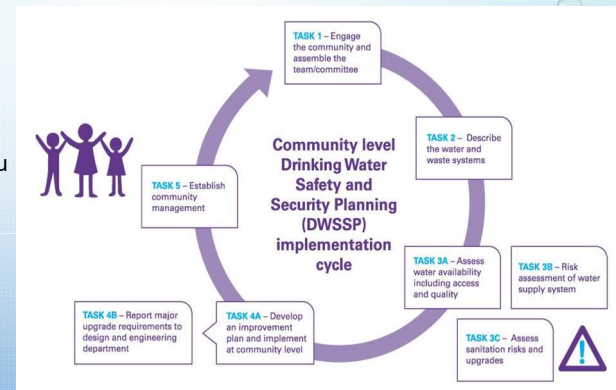 TASK 1 – Engage
the community and
assemble the
team/committee
TASK 2 – Describe
the water and
waste systems
Community level
Drinking Water
Safety and
Security Planning
(DWSSP)
implementation
cycle
u
TASK 5 – Establish
community
management
TASK 3A – Assess
water availability
including access
and quality
TASK 3B – Risk
assessment of water
supply system
TASK 3C – Assess
sanitation risks and
upgrades
!
TASK 4A – Develop
an improvement
plan and implement
at community level
TASK 4B – Report major
upgrade requirements to
design and engineering
department